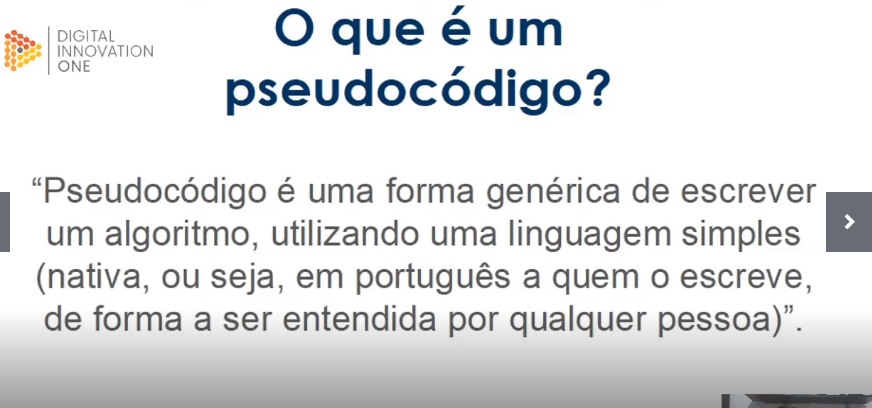 DIGITAL
INNOVATION
ONE
O que é um
pseudocódigo?
“Pseudocódigo é uma forma genérica de escrever
um algoritmo, utilizando uma linguagem simples
(nativa, ou seja, em português a quem o escreve,
de forma a ser entendida por qualquer pessoa)”.